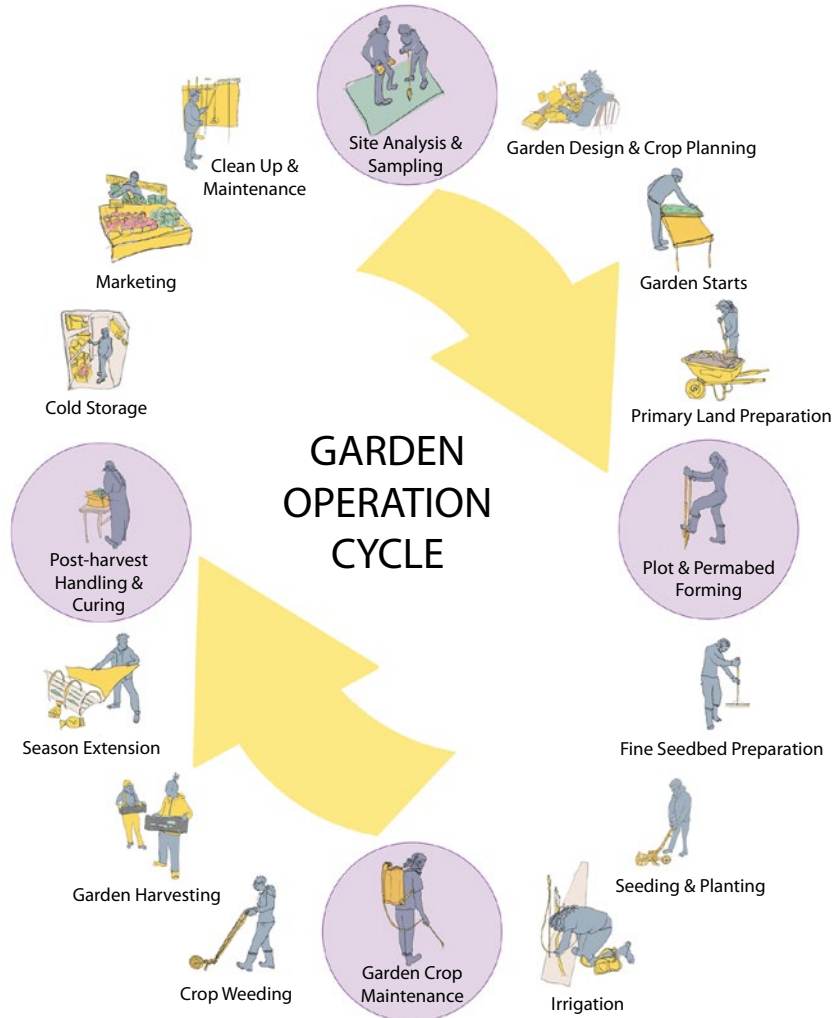 Site Analysis &
Sampling
Garden Design & Crop Planning
Garden Starts
Primary Land Preparation
Plot & Permabed
Forming
Fine Seedbed Preparation
Seeding & Planting
Irrigation
Garden Crop
Maintenance
Crop Weeding
Garden Harvesting
Season Extension
Post-harvest
Handling &
Curing
Cold Storage
Marketing
Clean Up &
Maintenance
GARDEN
OPERATION
CYCLE